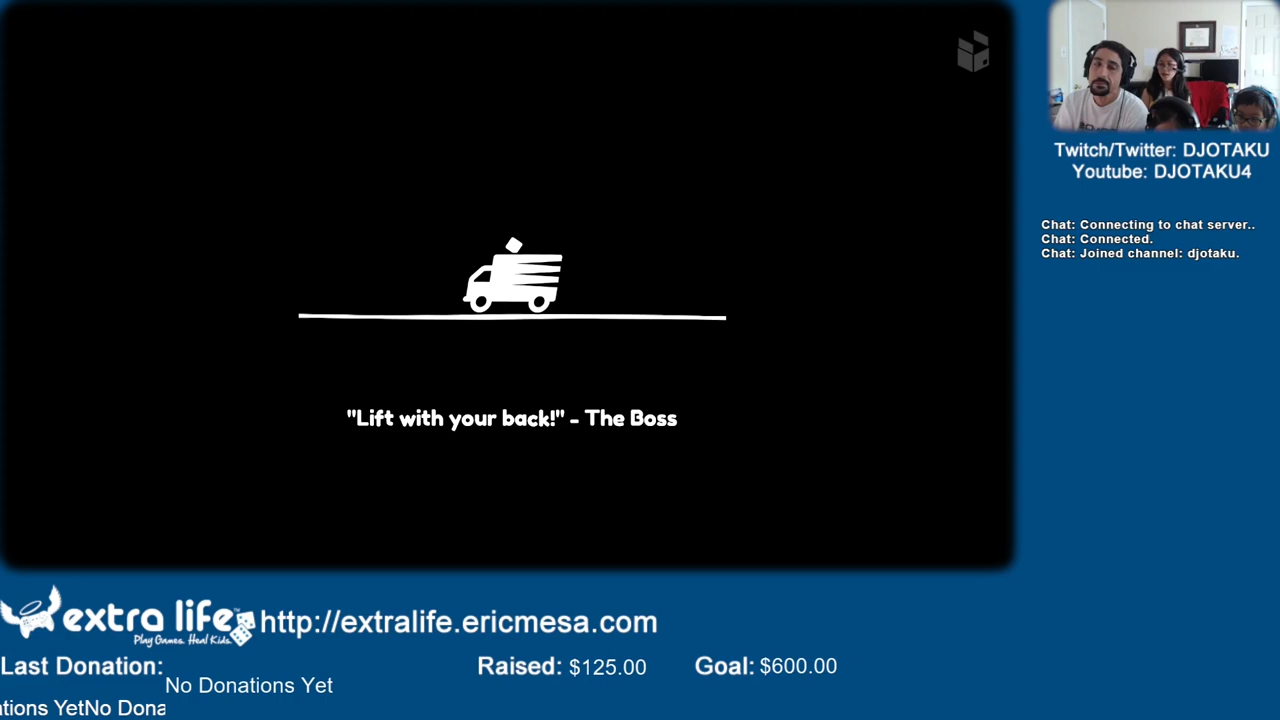 "Lift with your back!" - The Boss
Twitch/Twitter: DJOTAKU
Youtube: DJOTAKU4
Chat: Connecting to chat server..
Chat: Connected.
Chat: Joined channel: djotaku.
extra life
Play Games. Heal Kids.
http://extralife.ericmesa.com
Last Donation:
No Donations Yet
Raised: $125.00
Goal: $600.00
tions YetNo Dona